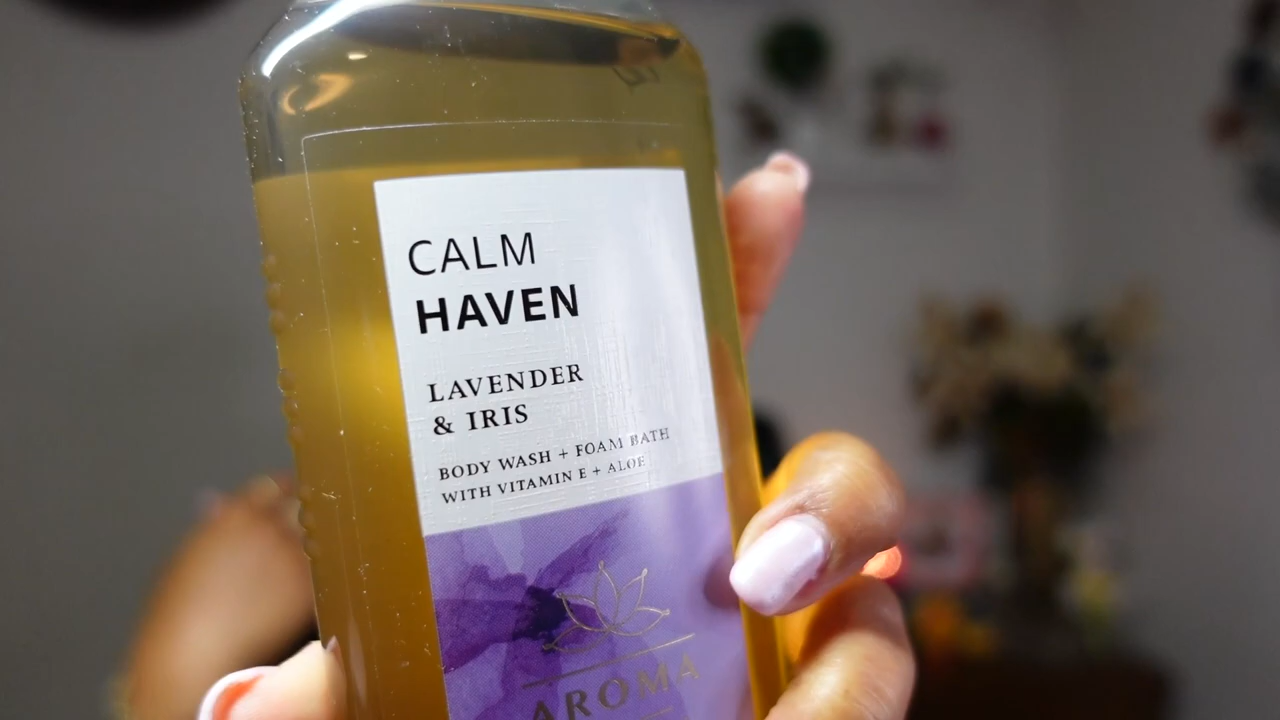 CALM
HAVEN
LAVENDER
& IRIS
BODY WASH + FOAM BATH
WITH VITAMIN E + ALOE
AROMA